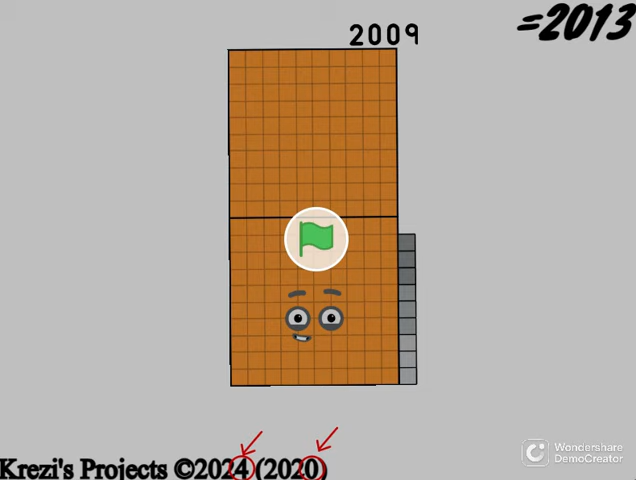 =2013
2009
Krezi's Projects ©2024 (2020)
Wondershare
DemoCreator